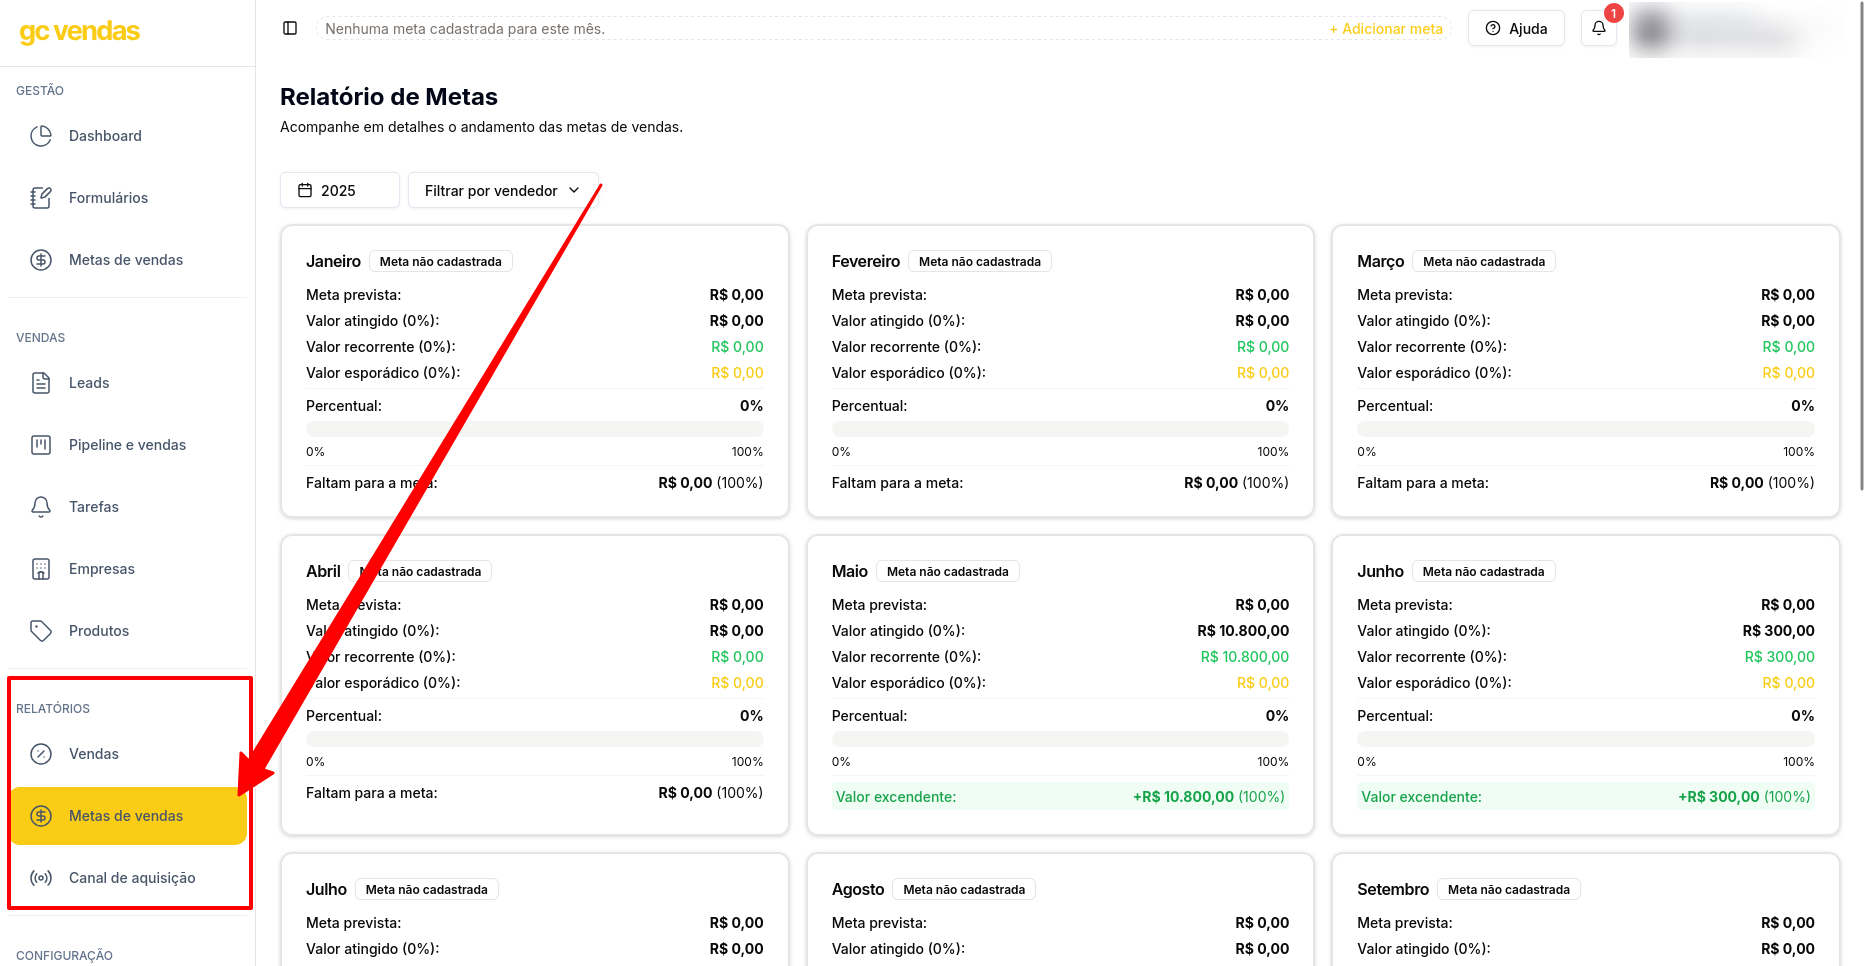 gc vendas
Nenhuma meta cadastrada para este mês.
+ Adicionar meta
Ajuda
1
GESTÃO
Dashboard
Formulários
Metas de vendas
VENDAS
Leads
Pipeline e vendas
Tarefas
Empresas
Produtos
RELATÓRIOS
Vendas
Metas de vendas
Canal de aquisição
CONFIGURAÇÃO
Relatório de Metas
Acompanhe em detalhes o andamento das metas de vendas.
2025
Filtrar por vendedor
Janeiro Meta não cadastrada
Meta prevista: R$ 0,00
Valor atingido (0%): R$ 0,00
Valor recorrente (0%): R$ 0,00
Valor esporádico (0%): R$ 0,00
Percentual: 0%
0% 100%
Faltam para a meta: R$ 0,00 (100%)
Fevereiro Meta não cadastrada
Meta prevista: R$ 0,00
Valor atingido (0%): R$ 0,00
Valor recorrente (0%): R$ 0,00
Valor esporádico (0%): R$ 0,00
Percentual: 0%
0% 100%
Faltam para a meta: R$ 0,00 (100%)
Março Meta não cadastrada
Meta prevista: R$ 0,00
Valor atingido (0%): R$ 0,00
Valor recorrente (0%): R$ 0,00
Valor esporádico (0%): R$ 0,00
Percentual: 0%
0% 100%
Faltam para a meta: R$ 0,00 (100%)
Abril Meta não cadastrada
Meta prevista: R$ 0,00
Valor atingido (0%): R$ 0,00
Valor recorrente (0%): R$ 0,00
Valor esporádico (0%): R$ 0,00
Percentual: 0%
0% 100%
Faltam para a meta: R$ 0,00 (100%)
Maio Meta não cadastrada
Meta prevista: R$ 0,00
Valor atingido (0%): R$ 10.800,00
Valor recorrente (0%): R$ 10.800,00
Valor esporádico (0%): R$ 0,00
Percentual: 0%
0% 100%
Valor excendente: +R$ 10.800,00 (100%)
Junho Meta não cadastrada
Meta prevista: R$ 0,00
Valor atingido (0%): R$ 300,00
Valor recorrente (0%): R$ 300,00
Valor esporádico (0%): R$ 0,00
Percentual: 0%
0% 100%
Valor excendente: +R$ 300,00 (100%)
Julho Meta não cadastrada
Meta prevista: R$ 0,00
Valor atingido (0%): R$ 0,00
Agosto Meta não cadastrada
Meta prevista: R$ 0,00
Valor atingido (0%): R$ 0,00
Setembro Meta não cadastrada
Meta prevista: R$ 0,00
Valor atingido (0%): R$ 0,00